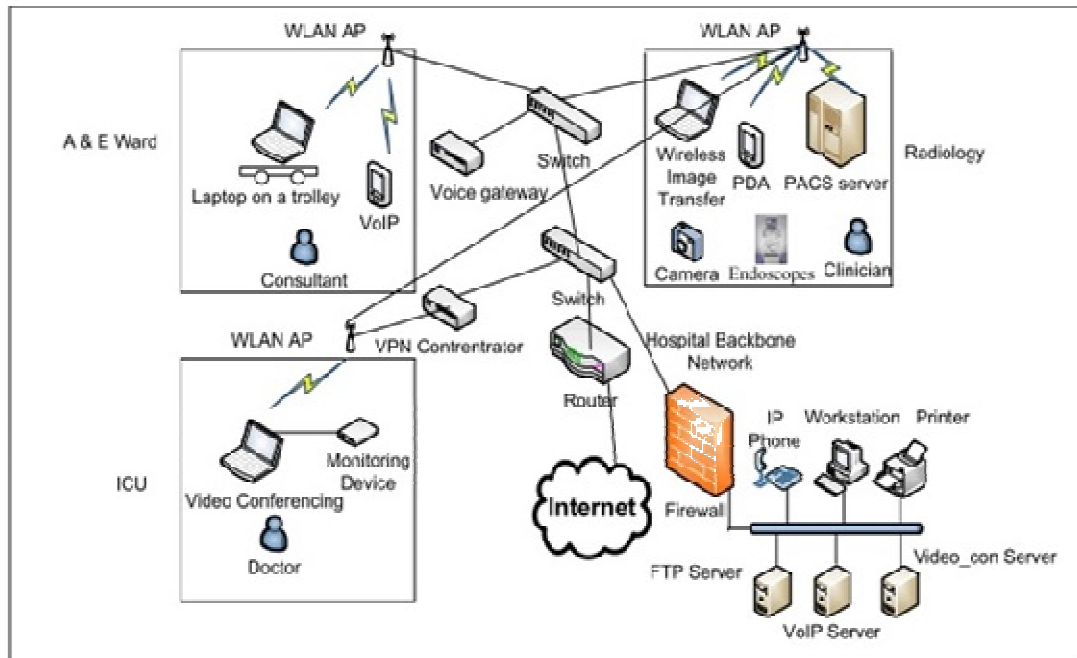 WLAN AP
WLAN AP
A & E Ward
Laptop on a trolley
VoIP
Consultant
Voice gateway
Switch
Wireless
Image
Transfer
PDA
PACS server
Radiology
Camera
Endoscopes
Clinician
Switch
WLAN AP
VPN Contrentrator
Hospital Backbone
Network
Router
ICU
Video Conferencing
Monitoring
Device
Doctor
Internet
Firewall
IP
Phone
Workstation
Printer
FTP Server
Video_con Server
VoIP Server